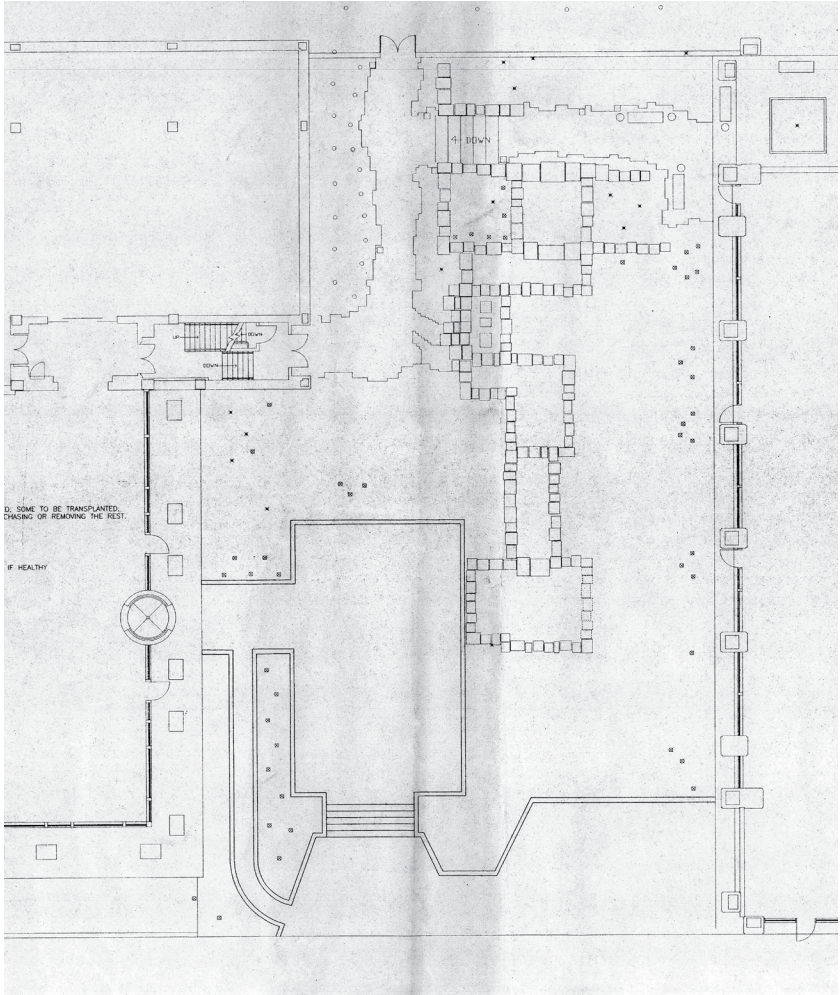 4 DOWN
UP
DOWN
DOWN
D; SOME TO BE TRANSPLANTED;
CHASING OR REMOVING THE REST.
IF HEALTHY